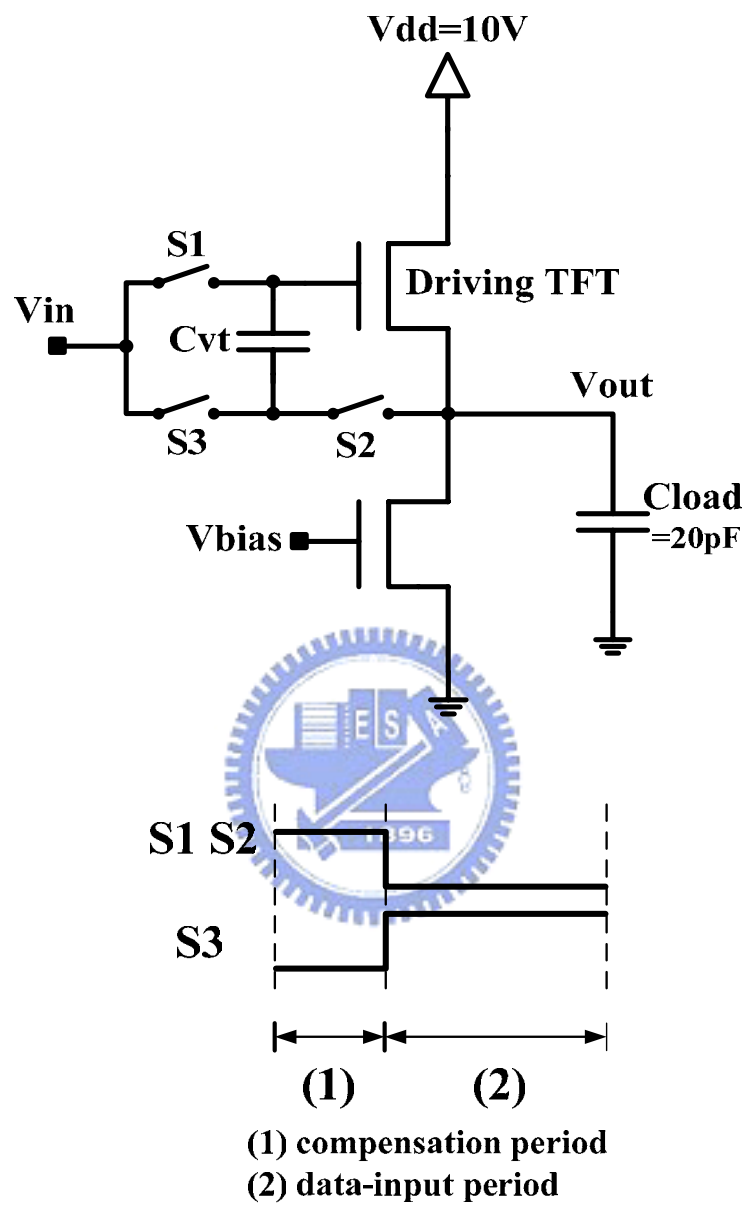 Vdd=10V
S1
Driving TFT
Vin
Cvt
Vout
S3
S2
Cload
=20pF
Vbias
E S A
1896
S1 S2
S3
(1)
(2)
(1) compensation period
(2) data-input period